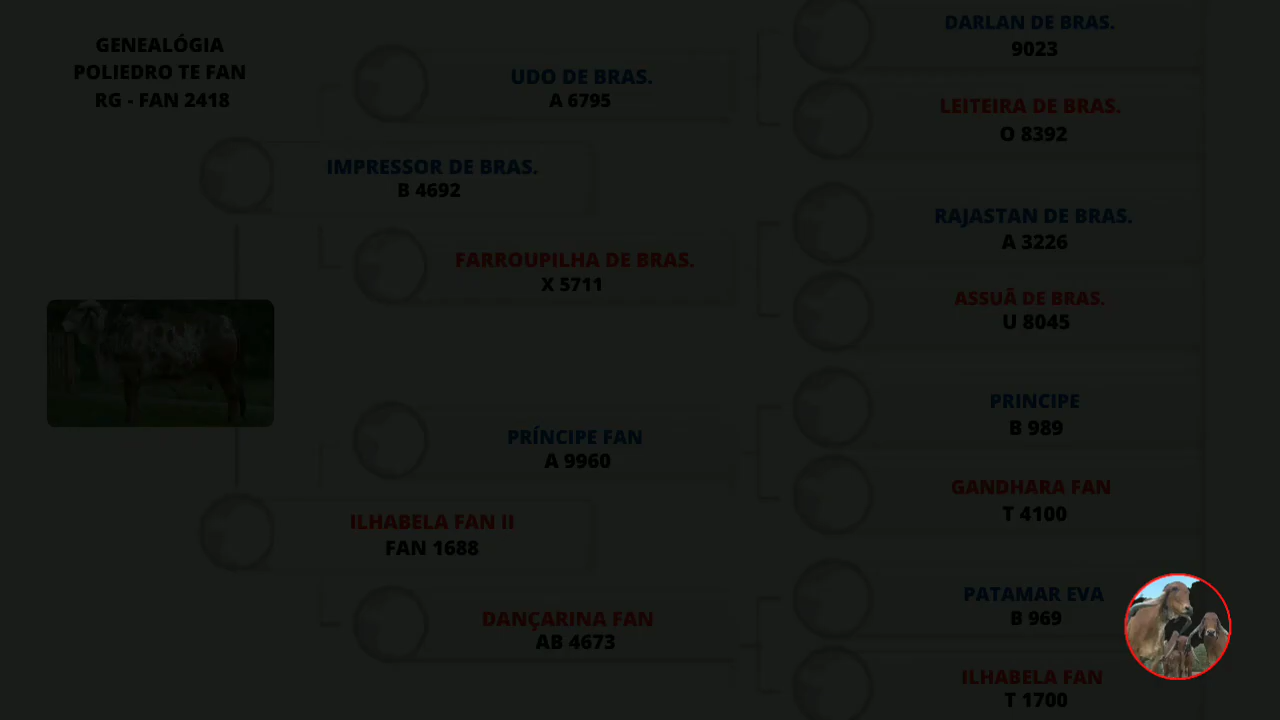 GENEALÓGIA
POLIEDRO TE FAN
RG - FAN 2418
UDO DE BRAS.
A 6795
IMPRESSOR DE BRAS.
B 4692
FARROUPILHA DE BRAS.
X 5711
PRÍNCIPE FAN
A 9960
ILHABELA FAN II
FAN 1688
DANÇARINA FAN
AB 4673
DARLAN DE BRAS.
9023
LEITEIRA DE BRAS.
O 8392
RAJASTAN DE BRAS.
A 3226
ASSUÃ DE BRAS.
U 8045
PRINCIPE
B 989
GANDHARA FAN
T 4100
PATAMAR EVA
B 969
ILHABELA FAN
T 1700